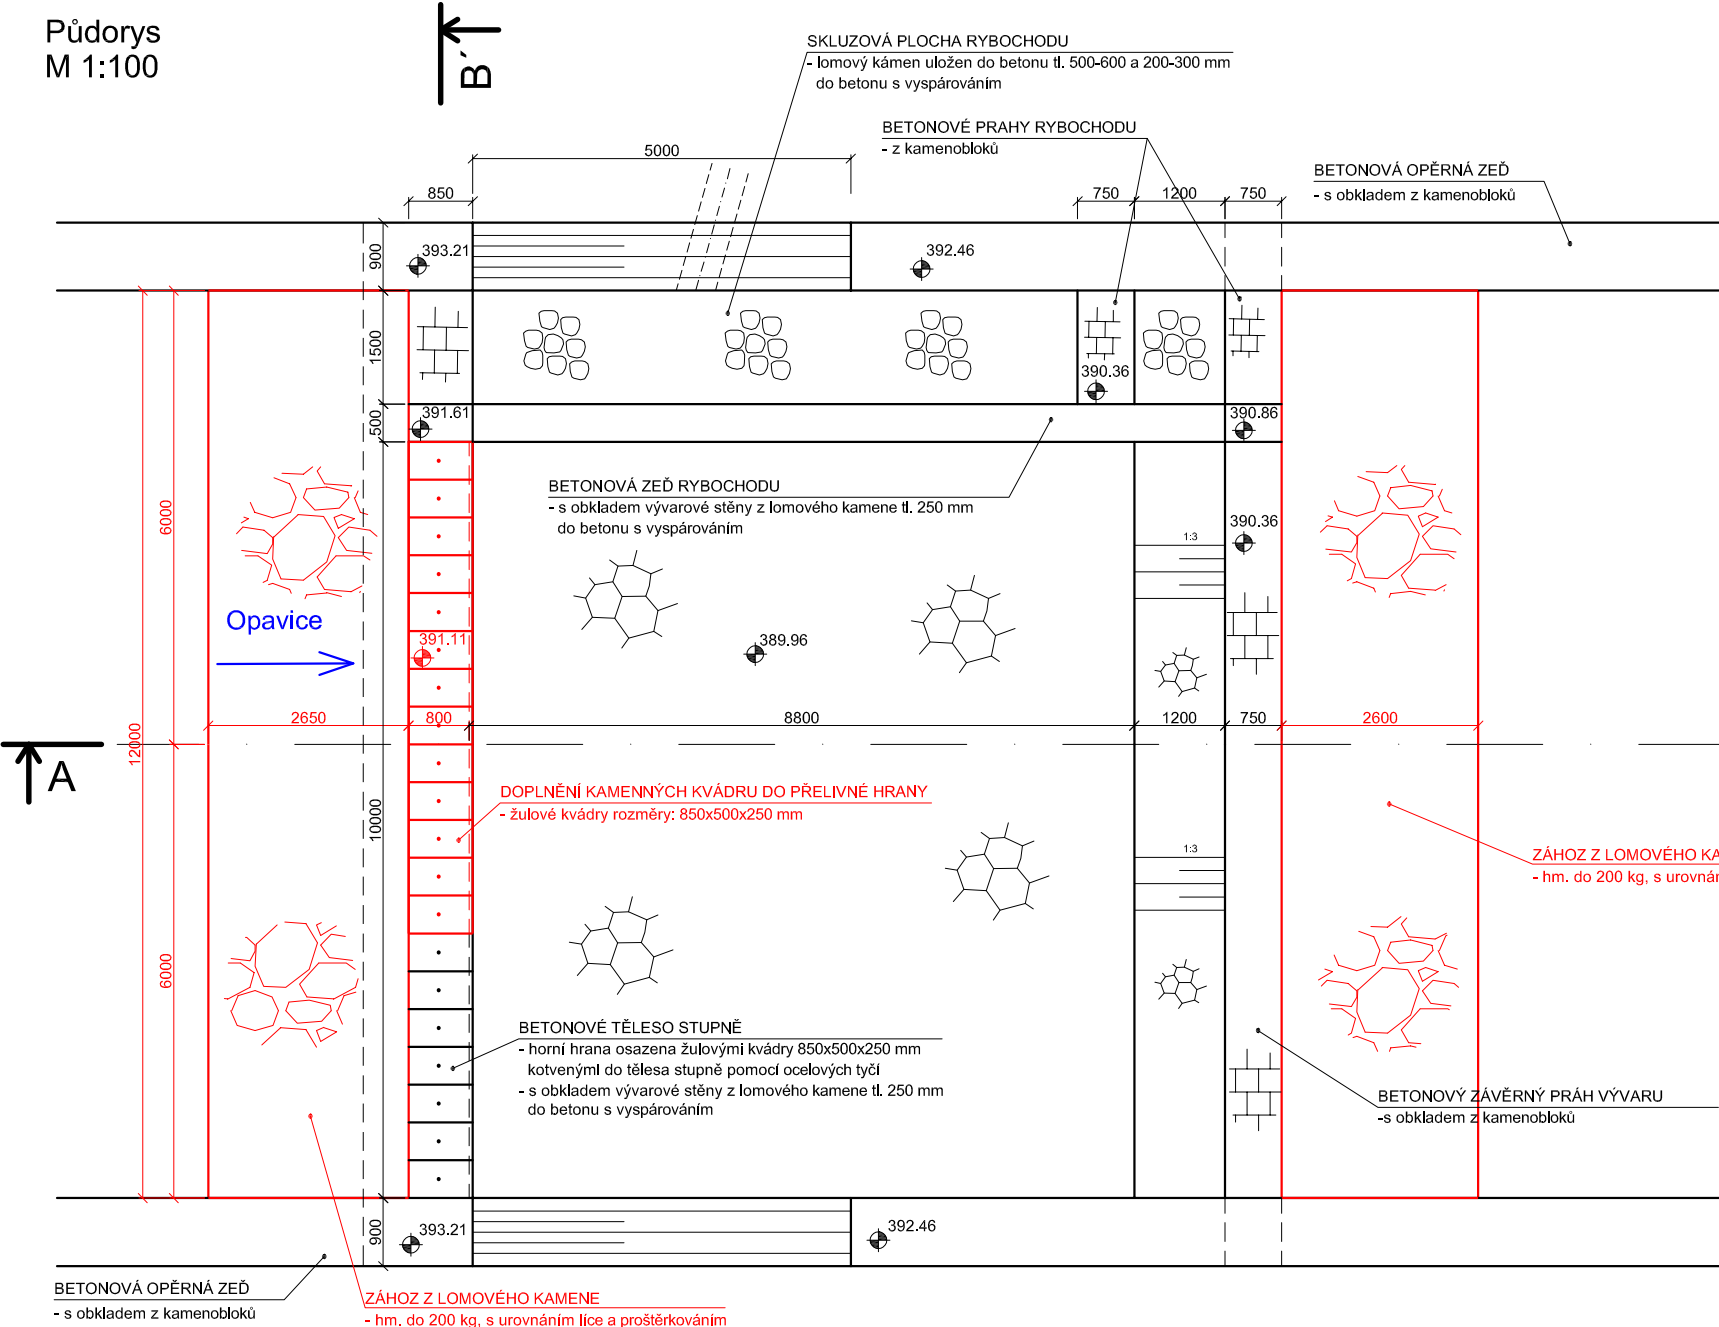 Půdorys
M 1:100
B´
SKLUZOVÁ PLOCHA RYBOCHODU
- lomový kámen uložen do betonu tl. 500-600 a 200-300 mm
do betonu s vyspárováním
BETONOVÉ PRAHY RYBOCHODU
- z kamenobloků
BETONOVÁ OPĚRNÁ ZEĎ
- s obkladem z kamenobloků
5000
850
750
1200
750
900
393.21
392.46
1500
390.36
500
391.61
390.86
BETONOVÁ ZEĎ RYBOCHODU
- s obkladem vývarové stěny z lomového kamene tl. 250 mm
do betonu s vyspárováním
6000
390.36
1:3
Opavice
391.11
389.96
2650
800
8800
1200
750
2600
12000
A
DOPLNĚNÍ KAMENNÝCH KVÁDRU DO PŘELIVNÉ HRANY
- žulové kvádry rozměry: 850x500x250 mm
10000
1:3
ZÁHOZ Z LOMOVÉHO KA
- hm. do 200 kg, s urovnár
6000
BETONOVÉ TĚLESO STUPNĚ
- horní hrana osazena žulovými kvádry 850x500x250 mm
kotvenými do tělesa stupně pomocí ocelových tyčí
- s obkladem vývarové stěny z lomového kamene tl. 250 mm
do betonu s vyspárováním
BETONOVÝ ZÁVĚRNÝ PRÁH VÝVARU
-s obkladem z kamenobloků
900
393.21
392.46
BETONOVÁ OPĚRNÁ ZEĎ
- s obkladem z kamenobloků
ZÁHOZ Z LOMOVÉHO KAMENE
- hm. do 200 kg, s urovnáním líce a proštěrkováním